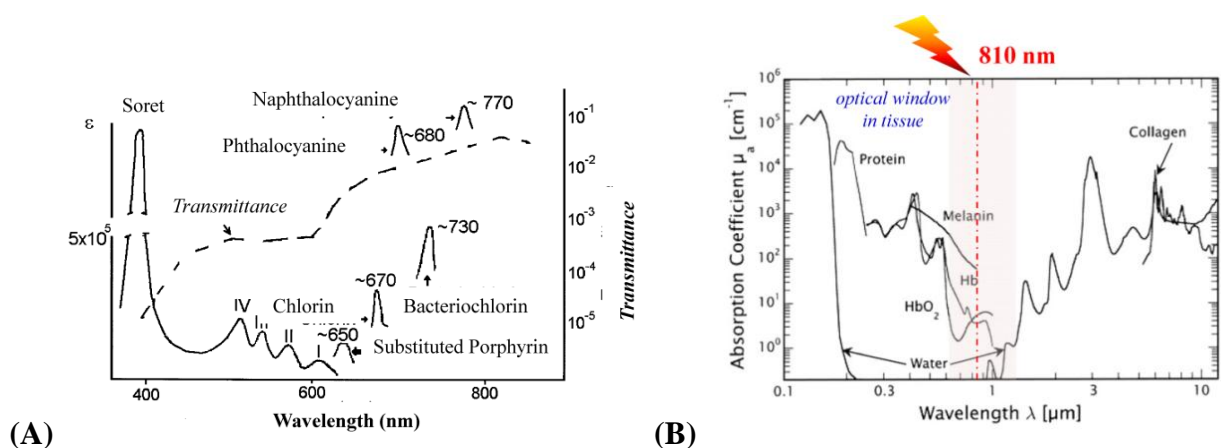 Soret
ε
5x10⁵
Naphthalocyanine
~ 770
~680
Phthalocyanine
Transmittance
~730
~670
IV
Chlorin
Bacteriochlorin
II
~650
I
Substituted Porphyrin
10⁻¹
10⁻²
10⁻³
10⁻⁴
10⁻⁵
Transmittance
400
600
800
Wavelength (nm)
(A)
810 nm
optical window
in tissue
Absorption Coefficient μₐ [cm⁻¹]
10⁶
10⁵
10⁴
10³
10²
10¹
10⁰
Protein
Melanin
Hb
HbO₂
Water
Collagen
0.1
0.3
1
3
10
Wavelength λ [μm]
(B)